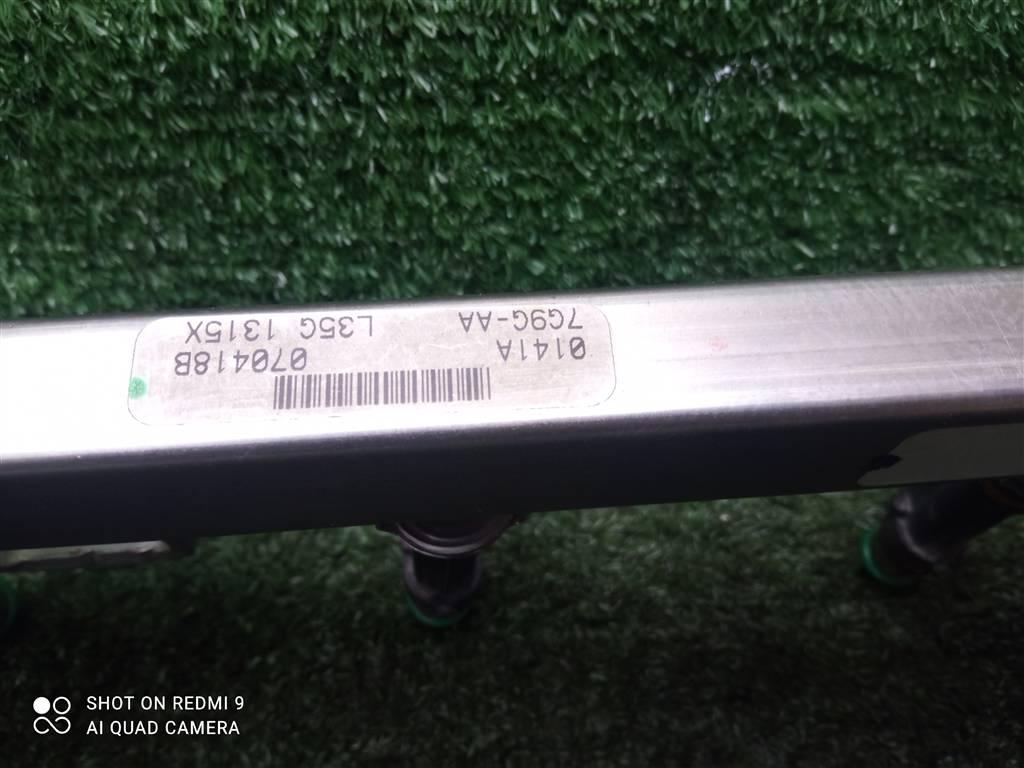 0141A 070418B
7G9G-AA L35G 1315X
SHOT ON REDMI 9
AI QUAD CAMERA